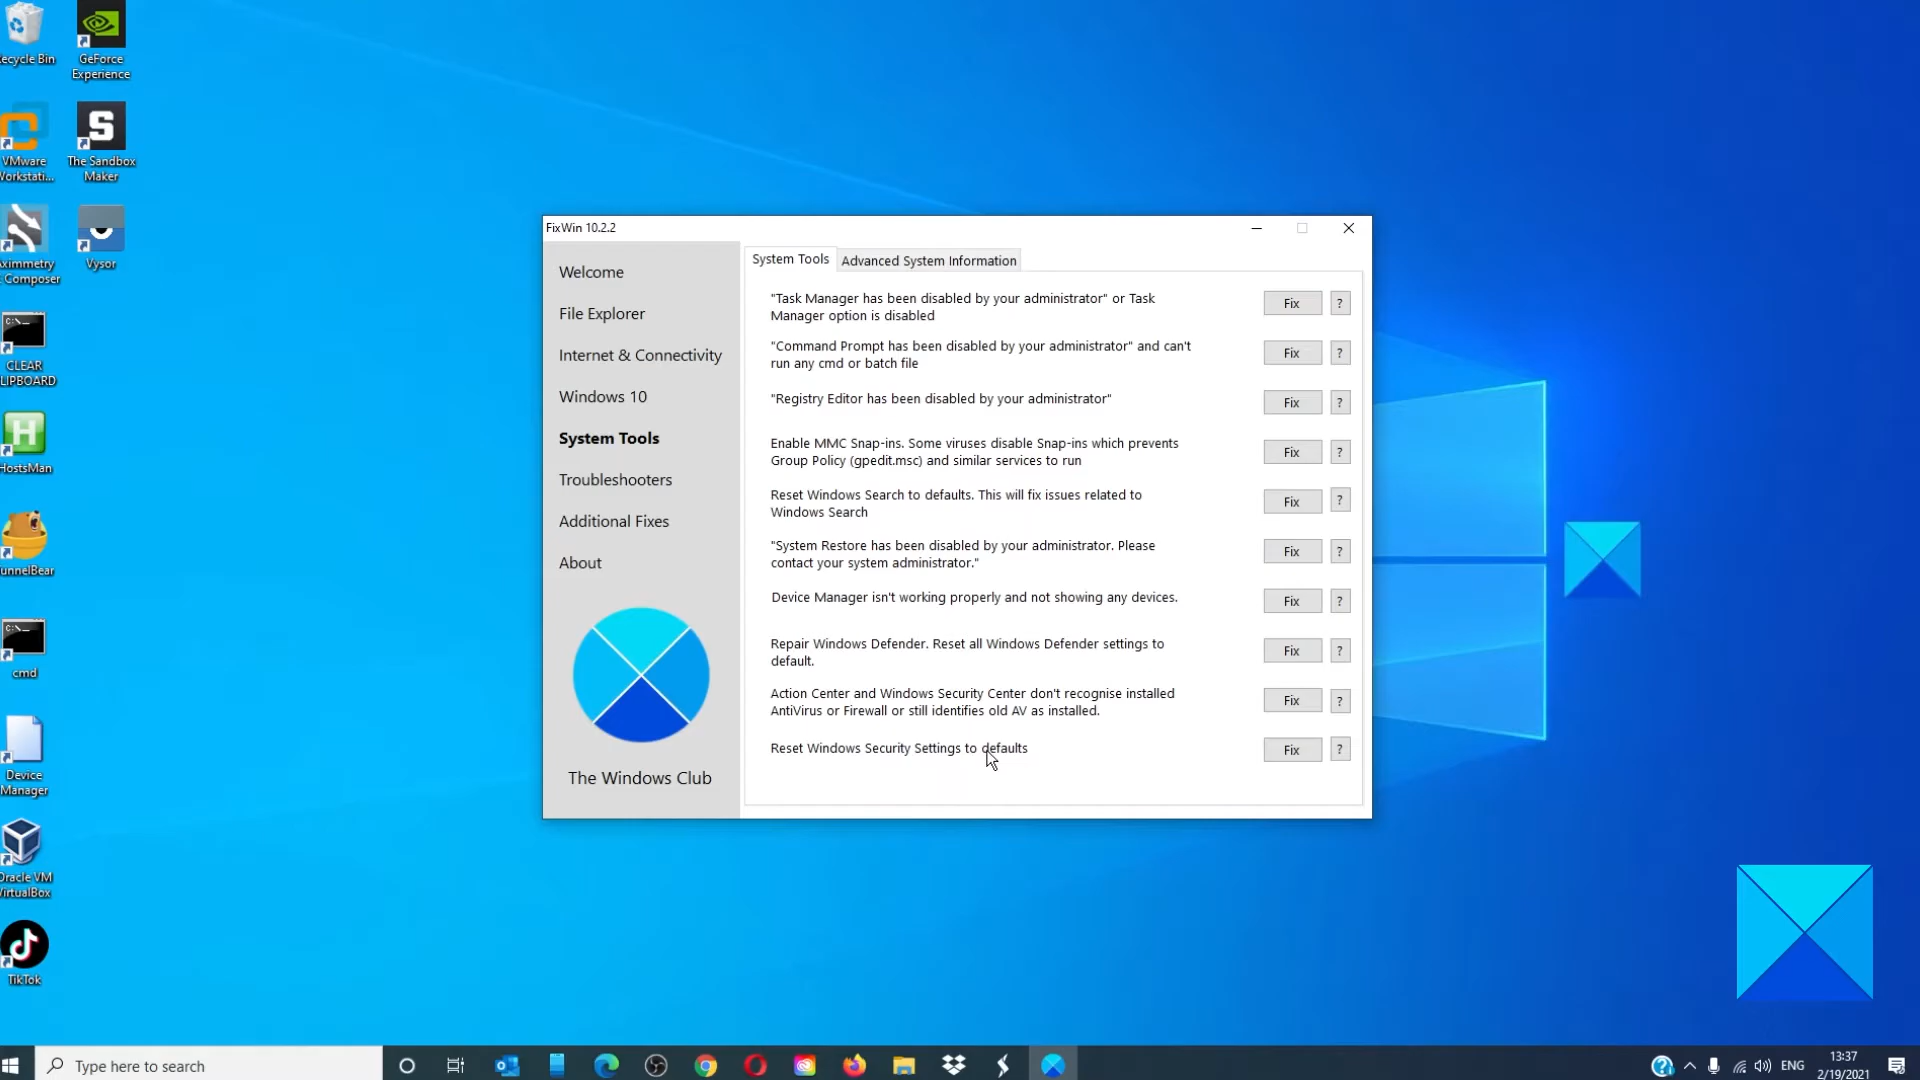 ecycle Bin
GeForce
Experience
VMware
Workstati...
The Sandbox
Maker
Aximmetry
Composer
Vysor
CLEAR
LIPBOARD
HostsMan
unnelBear
cmd
Device
Manager
Oracle VM
VirtualBox
TikTok
FixWin 10.2.2
Welcome
File Explorer
Internet & Connectivity
Windows 10
System Tools
Troubleshooters
Additional Fixes
About
The Windows Club
System Tools
Advanced System Information
"Task Manager has been disabled by your administrator" or Task
Manager option is disabled
Fix ?
"Command Prompt has been disabled by your administrator" and can't
run any cmd or batch file
Fix ?
"Registry Editor has been disabled by your administrator"
Fix ?
Enable MMC Snap-ins. Some viruses disable Snap-ins which prevents
Group Policy (gpedit.msc) and similar services to run
Fix ?
Reset Windows Search to defaults. This will fix issues related to
Windows Search
Fix ?
"System Restore has been disabled by your administrator. Please
contact your system administrator."
Fix ?
Device Manager isn't working properly and not showing any devices.
Fix ?
Repair Windows Defender. Reset all Windows Defender settings to
default.
Fix ?
Action Center and Windows Security Center don't recognise installed
AntiVirus or Firewall or still identifies old AV as installed.
Fix ?
Reset Windows Security Settings to defaults
Fix ?
Type here to search
ENG
13:37
2/19/2021